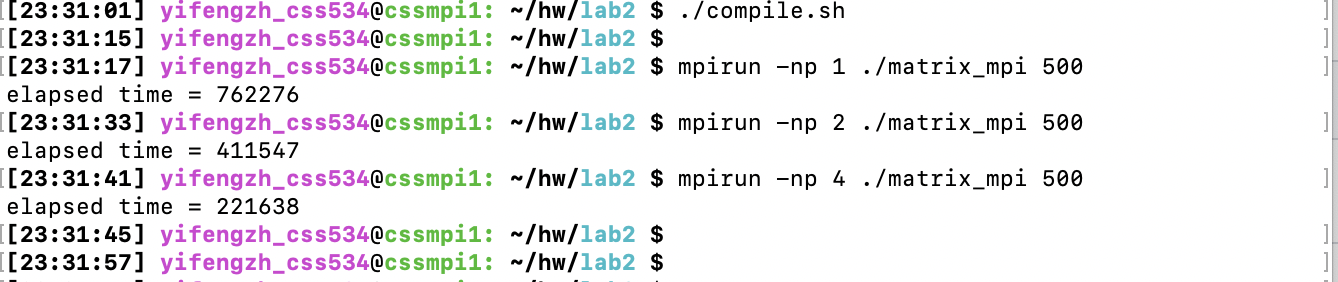 [[23:31:01] yifengzh_css534@cssmpi1: ~/hw/lab2 $ ./compile.sh ]
[[23:31:15] yifengzh_css534@cssmpi1: ~/hw/lab2 $ ]
[[23:31:17] yifengzh_css534@cssmpi1: ~/hw/lab2 $ mpirun -np 1 ./matrix_mpi 500 ]
elapsed time = 762276
[[23:31:33] yifengzh_css534@cssmpi1: ~/hw/lab2 $ mpirun -np 2 ./matrix_mpi 500 ]
elapsed time = 411547
[[23:31:41] yifengzh_css534@cssmpi1: ~/hw/lab2 $ mpirun -np 4 ./matrix_mpi 500 ]
elapsed time = 221638
[[23:31:45] yifengzh_css534@cssmpi1: ~/hw/lab2 $ ]
[[23:31:57] yifengzh_css534@cssmpi1: ~/hw/lab2 $ ]